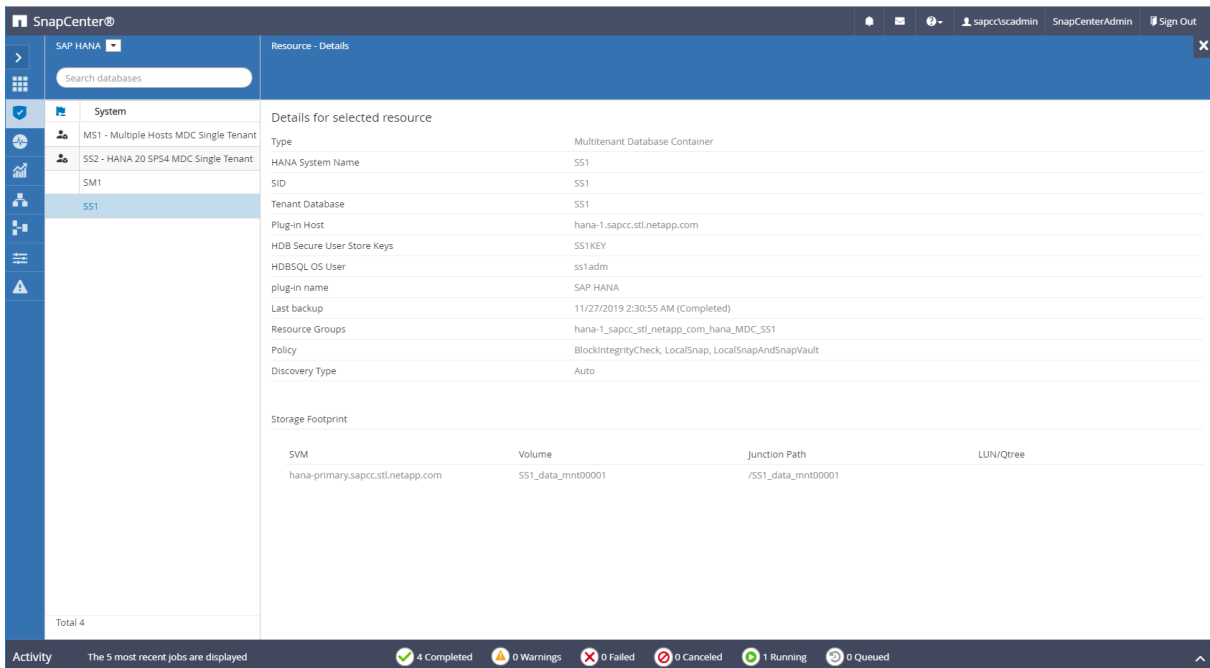 SnapCenter®
sapcc\scadmin SnapCenterAdmin Sign Out
SAP HANA
Resource - Details
Search databases
System
MS1 - Multiple Hosts MDC Single Tenant
SS2 - HANA 20 SPS4 MDC Single Tenant
SM1
SS1
Total 4
Details for selected resource
Type Multitenant Database Container
HANA System Name SS1
SID SS1
Tenant Database SS1
Plug-in Host hana-1.sapcc.stl.netapp.com
HDB Secure User Store Keys SS1KEY
HDBSQL OS User ss1adm
plug-in name SAP HANA
Last backup 11/27/2019 2:30:55 AM (Completed)
Resource Groups hana-1_sapcc_stl_netapp_com_hana_MDC_SS1
Policy BlockIntegrityCheck, LocalSnap, LocalSnapAndSnapVault
Discovery Type Auto
Storage Footprint
SVM Volume Junction Path LUN/Qtree
hana-primary.sapcc.stl.netapp.com SS1_data_mnt00001 /SS1_data_mnt00001
Activity The 5 most recent jobs are displayed 4 Completed 0 Warnings 0 Failed 0 Canceled 1 Running 0 Queued